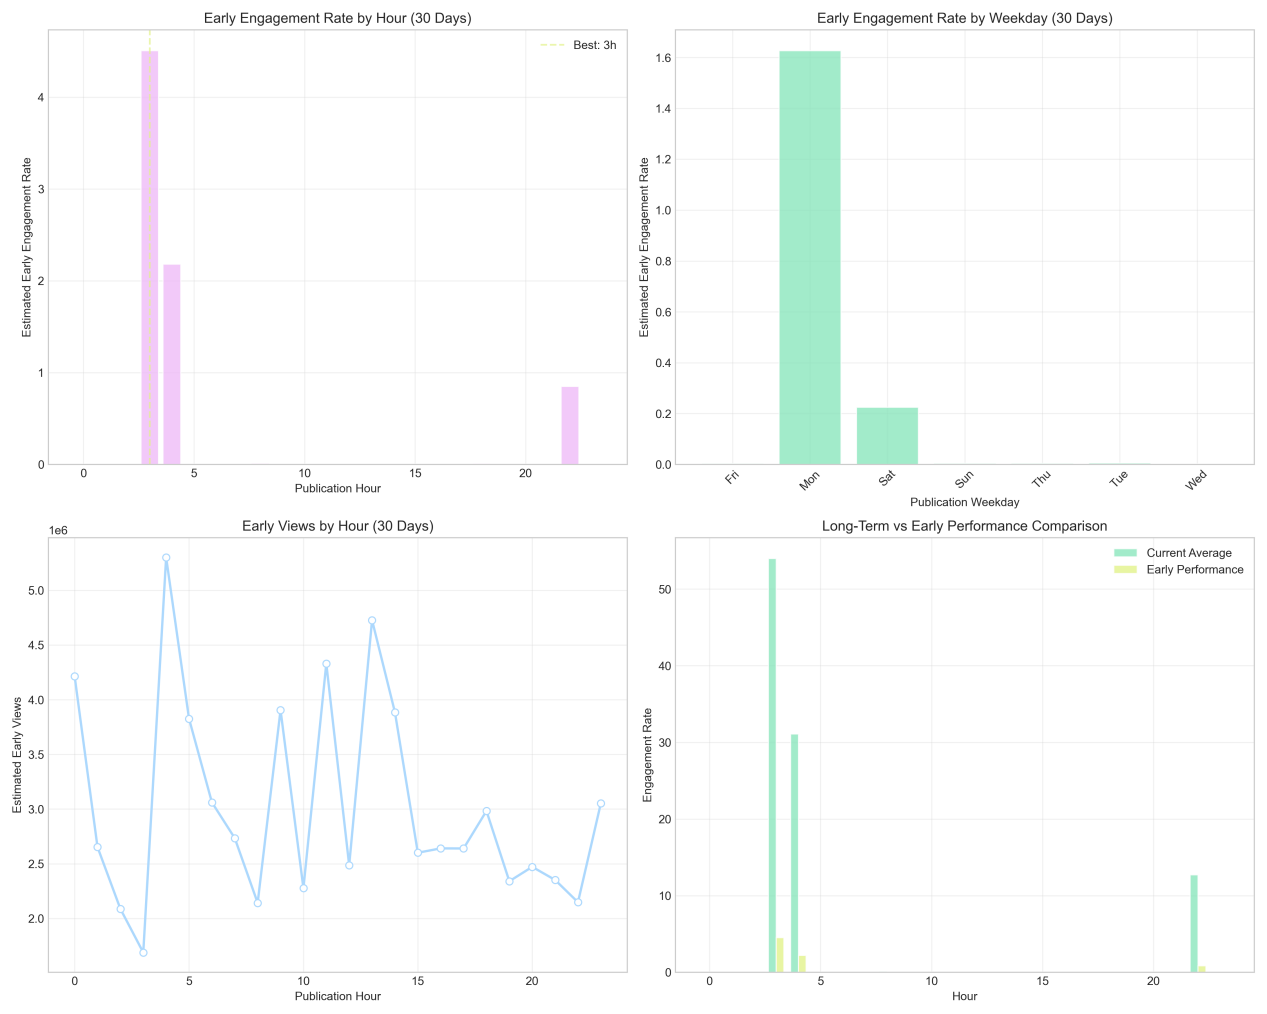 Early Engagement Rate by Hour (30 Days)
Estimated Early Engagement Rate
4
3
2
1
0
Best: 3h
0 5 10 15 20
Publication Hour
Early Engagement Rate by Weekday (30 Days)
Estimated Early Engagement Rate
1.6
1.4
1.2
1.0
0.8
0.6
0.4
0.2
0.0
Fri Mon Sat Sun Thu Tue Wed
Publication Weekday
Early Views by Hour (30 Days)
1e6
Estimated Early Views
5.0
4.5
4.0
3.5
3.0
2.5
2.0
0 5 10 15 20
Publication Hour
Long-Term vs Early Performance Comparison
Engagement Rate
50
40
30
20
10
0
Current Average
Early Performance
0 5 10 15 20
Hour